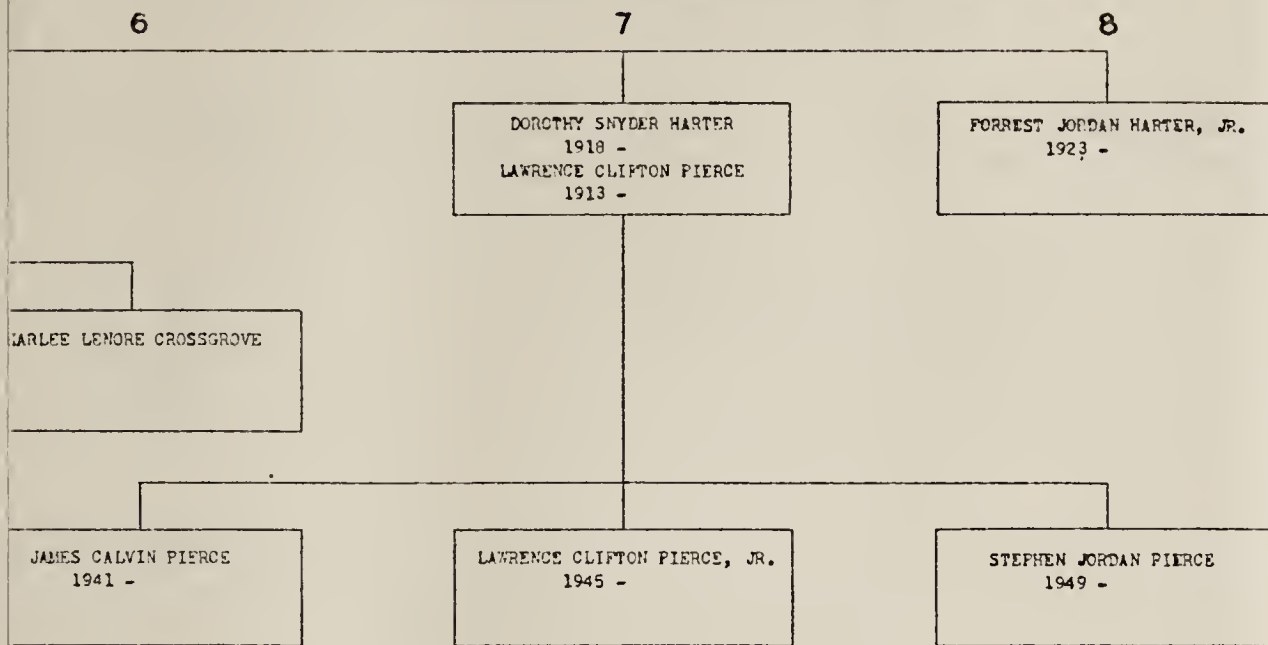 6 7 8
DOROTHY SNYDER HARTER
1918 -
LAWRENCE CLIFTON PIERCE
1913 -
FORREST JORDAN HARTER, JR.
1923 -
LENORE CROSSGROVE
JAMES CALVIN PIERCE
1941 -
LAWRENCE CLIFTON PIERCE, JR.
1945 -
STEPHEN JORDAN PIERCE
1949 -